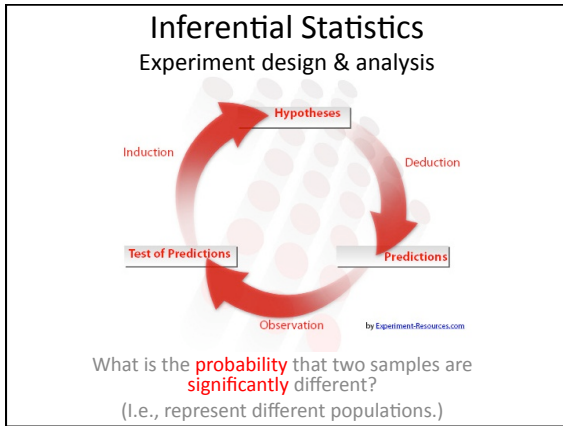 Inferential Statistics
Experiment design & analysis
Hypotheses
Induction
Deduction
Test of Predictions
Predictions
Observation
by Experiment-Resources.com
What is the probability that two samples are
significantly different?
(I.e., represent different populations.)